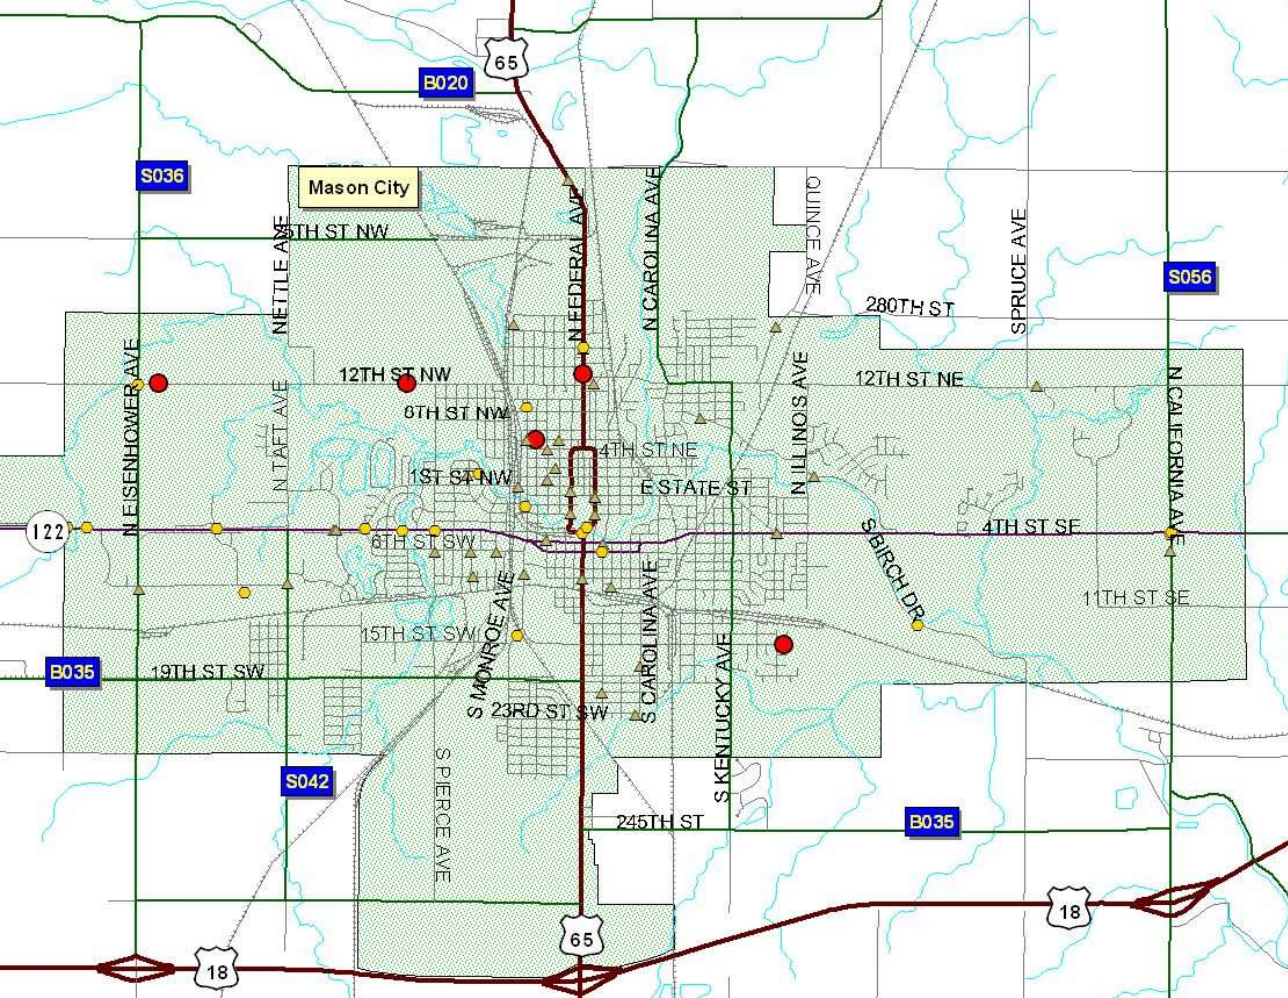 65
B020
S036
Mason City
25TH ST NW
NETTLE AVE
N FEDERAL AVE
N CAROLINA AVE
QUINCE AVE
SPRUCE AVE
S056
280TH ST
N EISENHOWER AVE
12TH ST NW
12TH ST NE
N TAFT AVE
8TH ST NW
N ILLINOIS AVE
N CALIFORNIA AVE
4TH ST NE
1ST ST NW
E STATE ST
122
6TH ST SW
4TH ST SE
S BIRCH DR
11TH ST SE
15TH ST SW
S MONROE AVE
S CAROLINA AVE
S KENTUCKY AVE
B035
19TH ST SW
23RD ST SW
S042
S PIERCE AVE
245TH ST
B035
18
65
18